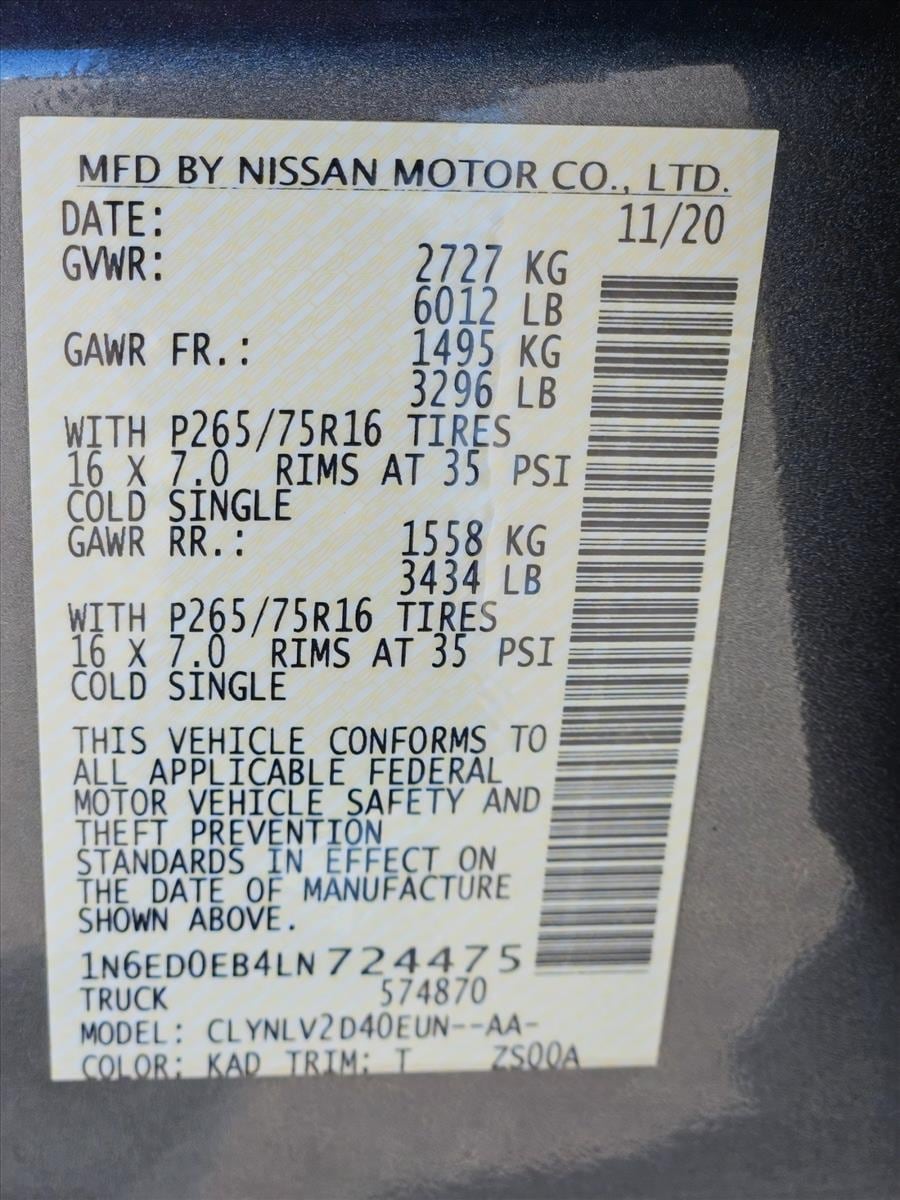 MFD BY NISSAN MOTOR CO., LTD.
DATE: 11/20
GVWR: 2727 KG
6012 LB
GAWR FR.: 1495 KG
3296 LB
WITH P265/75R16 TIRES
16 X 7.0 RIMS AT 35 PSI
COLD SINGLE
GAWR RR.: 1558 KG
3434 LB
WITH P265/75R16 TIRES
16 X 7.0 RIMS AT 35 PSI
COLD SINGLE
THIS VEHICLE CONFORMS TO
ALL APPLICABLE FEDERAL
MOTOR VEHICLE SAFETY AND
THEFT PREVENTION
STANDARDS IN EFFECT ON
THE DATE OF MANUFACTURE
SHOWN ABOVE.
1N6ED0EB4LN724475
TRUCK 574870
MODEL: CLYNLV2D40EUN--AA-
COLOR: KAD TRIM: T ZS00A